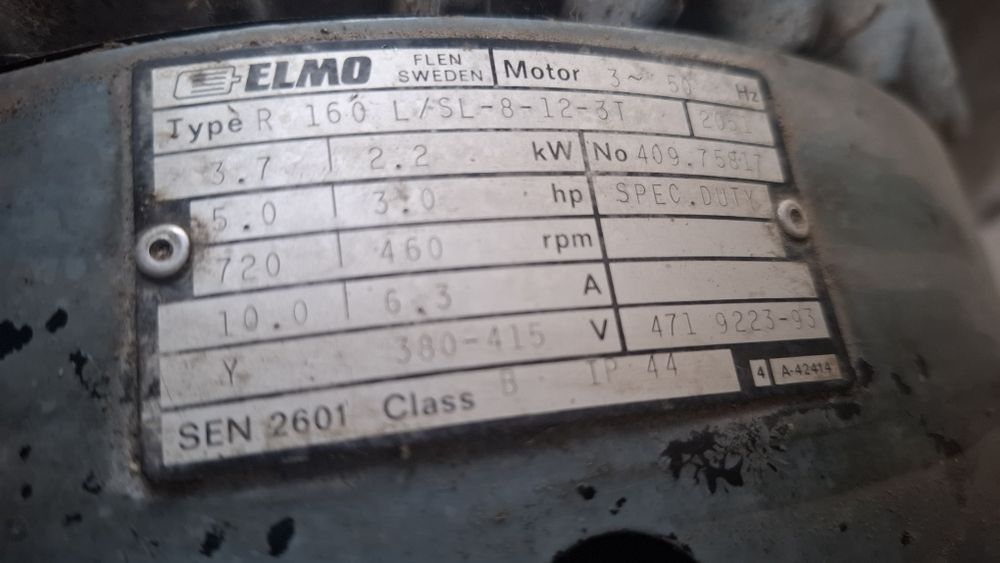 ELMO FLEN SWEDEN Motor 3~ 50 Hz
Type R 160 L/SL-8-12-3T 2051
3.7 2.2 kW No 409.75817
5.0 3.0 hp SPEC.DUTY
720 460 rpm
10.0 6.3 A
Y 380-415 V 471 9223-93
SEN 2601 Class B IP 44 4 A-42414